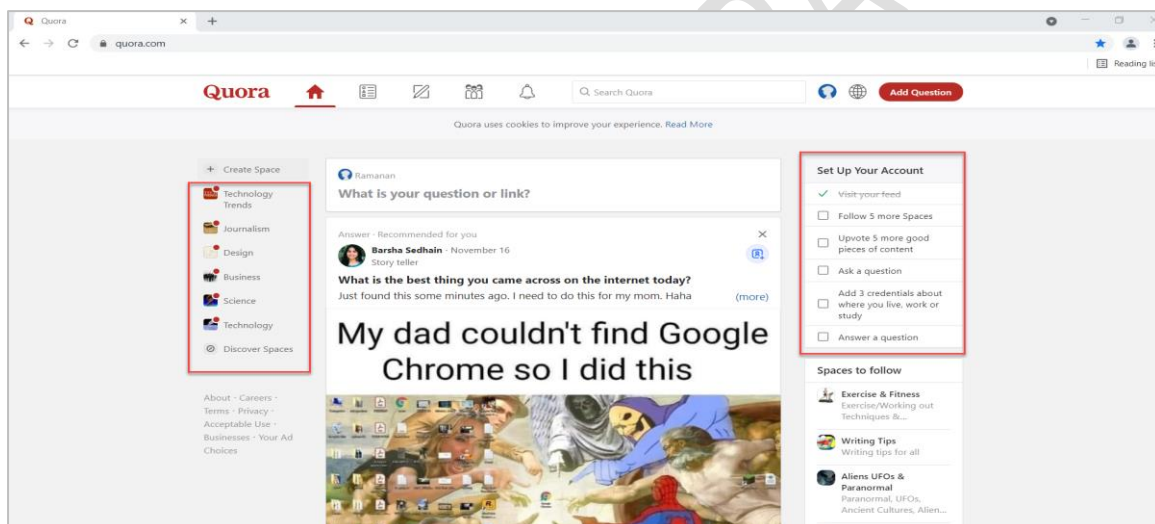 Quora
quora.com
Reading lis
Quora
Search Quora
Add Question
Quora uses cookies to improve your experience. Read More
+ Create Space
Technology
Trends
Journalism
Design
Business
Science
Technology
Discover Spaces
About · Careers ·
Terms · Privacy ·
Acceptable Use ·
Businesses · Your Ad
Choices
Ramanan
What is your question or link?
Answer · Recommended for you
Barsha Sedhain · November 16
Story teller
What is the best thing you came across on the internet today?
Just found this some minutes ago. I need to do this for my mom. Haha (more)
My dad couldn't find Google
Chrome so I did this
Set Up Your Account
Visit your feed
Follow 5 more Spaces
Upvote 5 more good
pieces of content
Ask a question
Add 3 credentials about
where you live, work or
study
Answer a question
Spaces to follow
Exercise & Fitness
Exercise/Working out
Techniques &...
Writing Tips
Writing tips for all
Aliens UFOs &
Paranormal
Paranormal, UFOs,
Ancient Cultures, Alien...